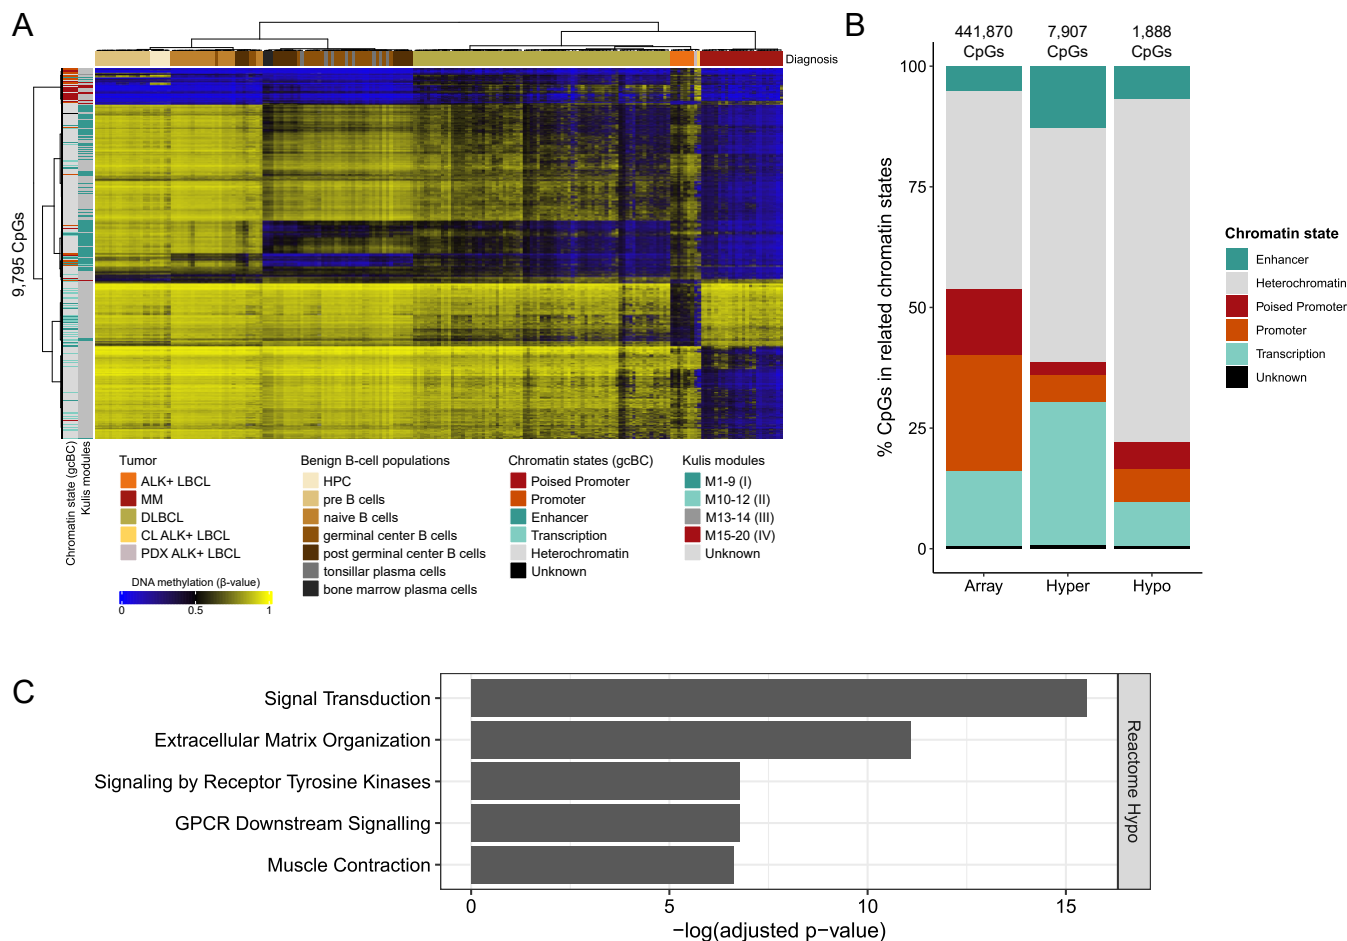 A
Diagnosis
9,795 CpGs
Chromatin state (gcBC)
Kulis modules
Tumor
ALK+ LBCL
MM
DLBCL
CL ALK+ LBCL
PDX ALK+ LBCL
Benign B-cell populations
HPC
pre B cells
naive B cells
germinal center B cells
post germinal center B cells
tonsillar plasma cells
bone marrow plasma cells
Chromatin states (gcBC)
Poised Promoter
Promoter
Enhancer
Transcription
Heterochromatin
Unknown
Kulis modules
M1-9 (I)
M10-12 (II)
M13-14 (III)
M15-20 (IV)
Unknown
DNA methylation (β-value)
0 0.5 1
B
441,870 7,907 1,888
CpGs CpGs CpGs
100
75
50
25
0
% CpGs in related chromatin states
Array Hyper Hypo
Chromatin state
Enhancer
Heterochromatin
Poised Promoter
Promoter
Transcription
Unknown
C
Signal Transduction
Extracellular Matrix Organization
Signaling by Receptor Tyrosine Kinases
GPCR Downstream Signalling
Muscle Contraction
Reactome Hypo
0 5 10 15
−log(adjusted p−value)